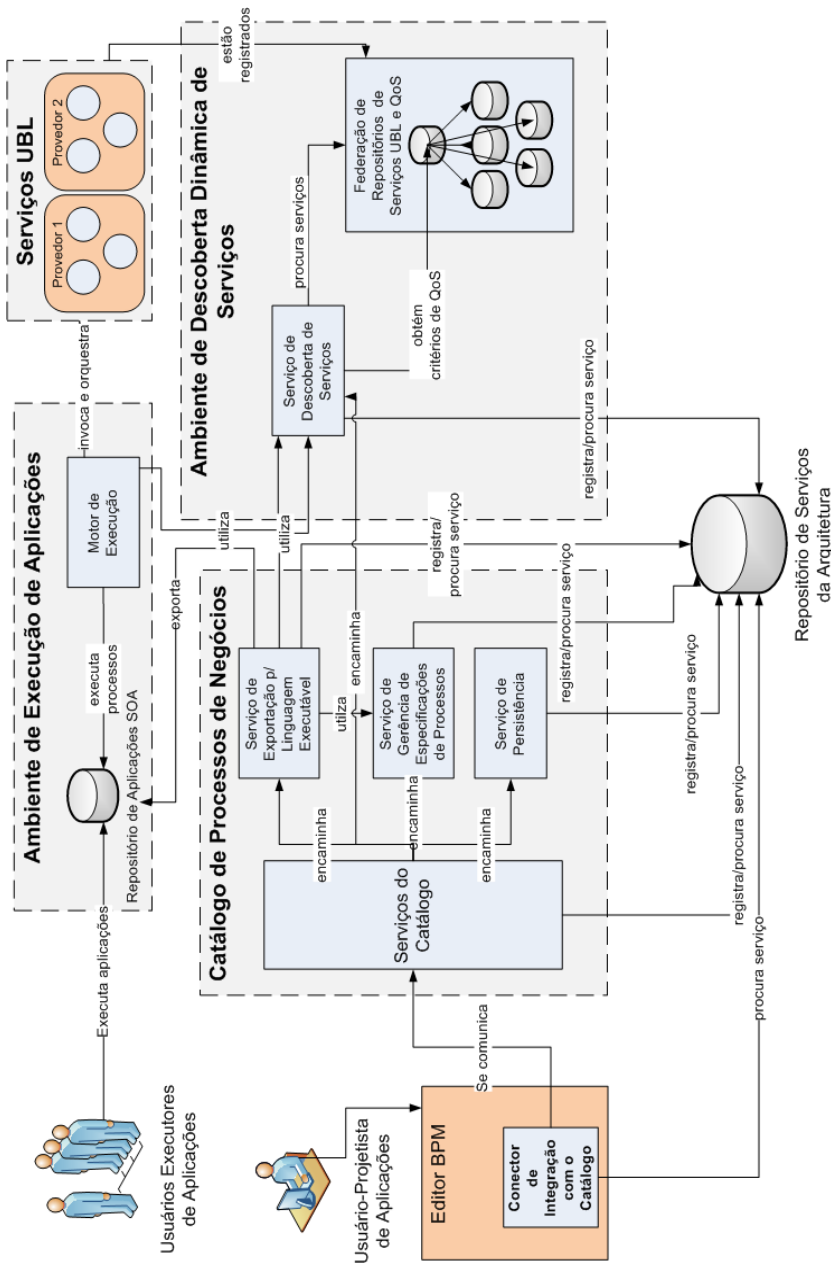 Usuários Executores
de Aplicações
Executa aplicações
Ambiente de Execução de Aplicações
Repositório de Aplicações SOA
executa
processos
Motor de
Execução
invoca e orquestra
Serviços UBL
Provedor 1
Provedor 2
estão
registrados
exporta
utiliza
utiliza
Usuário-Projetista
de Aplicações
Editor BPM
Conector
de
Integração
com o
Catálogo
Se comunica
Catálogo de Processos de Negócios
Serviços do
Catálogo
encaminha
encaminha
encaminha
encaminha
Serviço de
Exportação p/
Linguagem
Executável
utiliza
Serviço de
Gerência de
Especificações
de Processos
Serviço de
Persistência
Ambiente de Descoberta Dinâmica de
Serviços
Serviço de
Descoberta de
Serviços
procura serviços
obtém
critérios de QoS
Federação de
Repositórios de
Serviços UBL e QoS
registra/
procura serviço
registra/procura serviço
registra/procura serviço
registra/procura serviço
registra/procura serviço
procura serviço
Repositório de Serviços
da Arquitetura